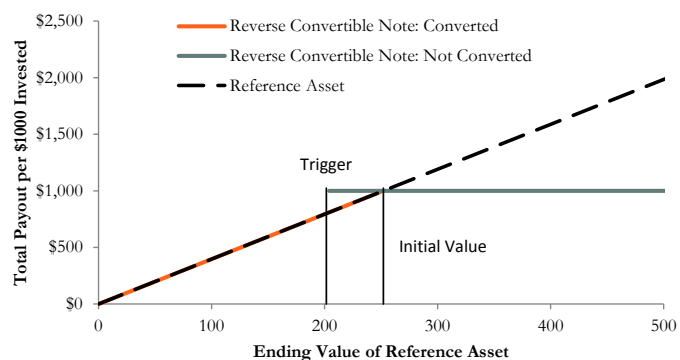 $2,500
$2,000
$1,500
$1,000
$500
$0
Total Payout per $1000 Invested
Reverse Convertible Note: Converted
Reverse Convertible Note: Not Converted
Reference Asset
Trigger
Initial Value
0 100 200 300 400 500
Ending Value of Reference Asset